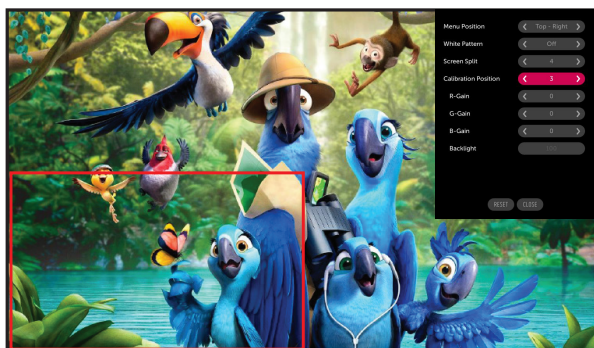 Menu Position Top - Right
White Pattern Off
Screen Split 4
Calibration Position 3
R-Gain 0
G-Gain 0
B-Gain 0
Backlight
RESET CLOSE